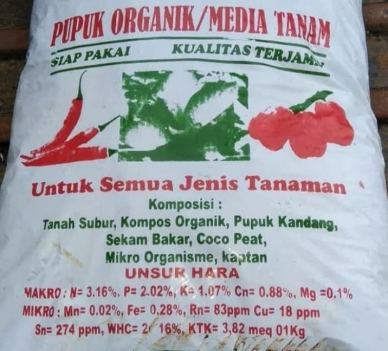 PUPUK ORGANIK/MEDIA TANAM
SIAP PAKAI KUALITAS TERJAMIN
Untuk Semua Jenis Tanaman
Komposisi :
Tanah Subur, Kompos Organik, Pupuk Kandang,
Sekam Bakar, Coco Peat,
Mikro Organisme, kaptan
UNSUR HARA
MAKRO : N= 3.16%. P= 2.02%, K= 1.07% Cn= 0.88%, Mg =0.1%
MIKRO : Mn= 0.02%, Fe= 0,28%, Rn= 83ppm Cu= 18 ppm
Sn= 274 ppm, WHC= 16%, KTK= 3,82 meq 01Kg